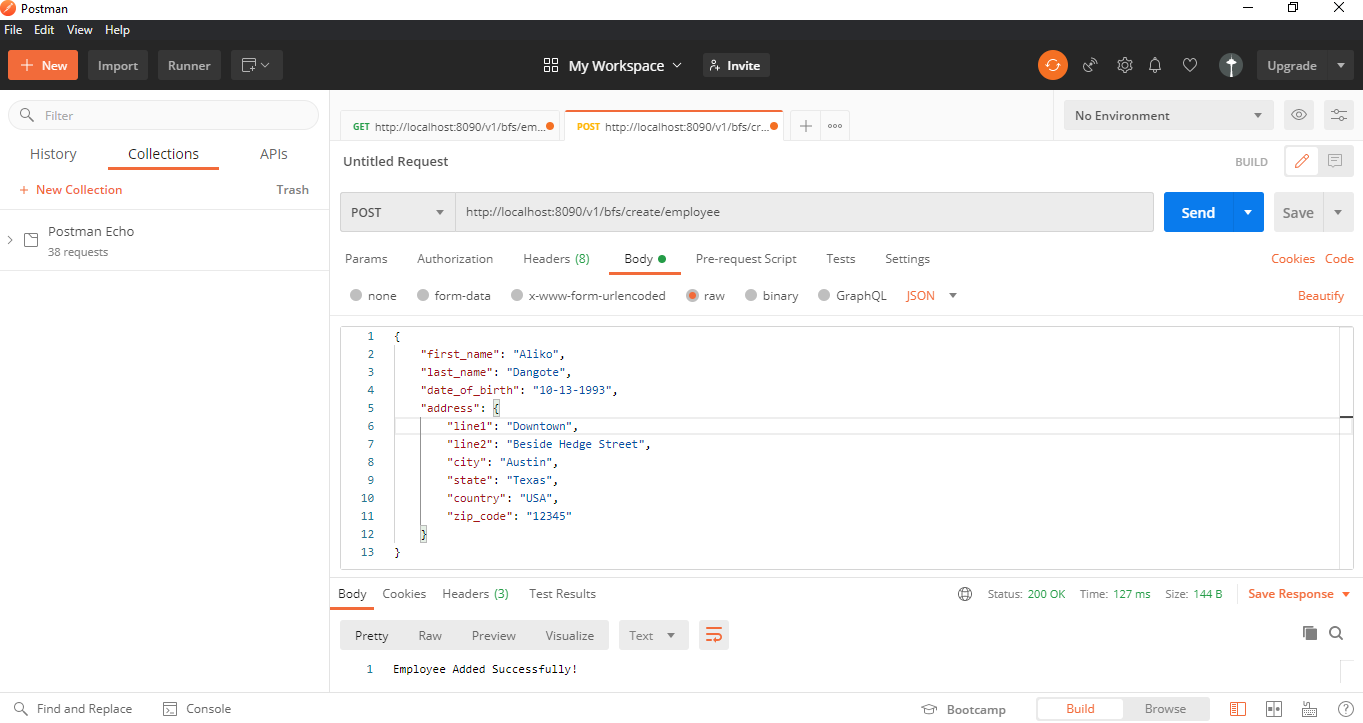 Postman
File Edit View Help
New Import Runner My Workspace Invite Upgrade
Filter
History Collections APIs
+ New Collection Trash
Postman Echo
38 requests
GET http://localhost:8090/v1/bfs/em... POST http://localhost:8090/v1/bfs/cr... No Environment
Untitled Request BUILD
POST http://localhost:8090/v1/bfs/create/employee Send Save
Params Authorization Headers (8) Body Pre-request Script Tests Settings Cookies Code
none form-data x-www-form-urlencoded raw binary GraphQL JSON Beautify
1 {
2 "first_name": "Aliko",
3 "last_name": "Dangote",
4 "date_of_birth": "10-13-1993",
5 "address": {
6 "line1": "Downtown",
7 "line2": "Beside Hedge Street",
8 "city": "Austin",
9 "state": "Texas",
10 "country": "USA",
11 "zip_code": "12345"
12 }
13 }
Body Cookies Headers (3) Test Results Status: 200 OK Time: 127 ms Size: 144 B Save Response
Pretty Raw Preview Visualize Text
1 Employee Added Successfully!
Find and Replace Console Bootcamp Build Browse